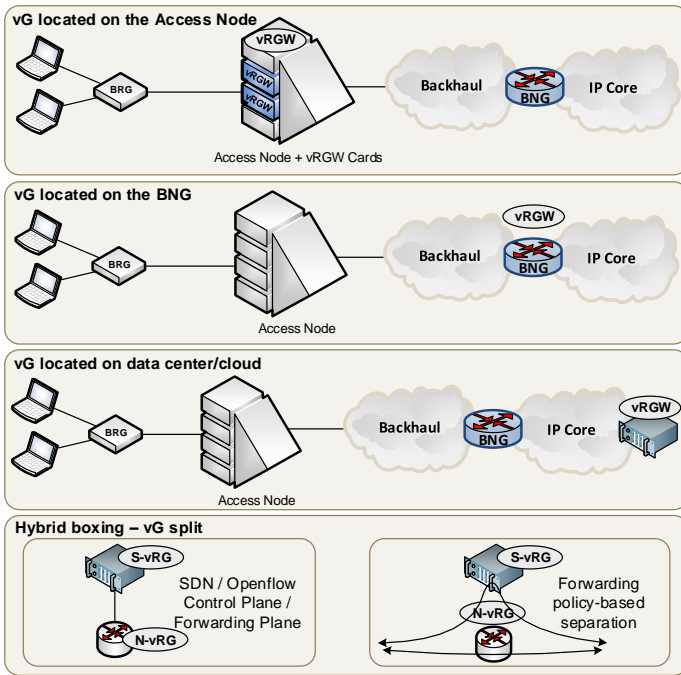 vG located on the Access Node
vRGW
BRG
vRGW
vRGW
Backhaul
BNG
IP Core
Access Node + vRGW Cards
vG located on the BNG
vRGW
BRG
Backhaul
BNG
IP Core
Access Node
vG located on data center/cloud
vRGW
BRG
Backhaul
BNG
IP Core
Access Node
Hybrid boxing – vG split
S-vRG
SDN / Openflow
Control Plane /
Forwarding Plane
N-vRG
S-vRG
Forwarding
policy-based
separation
N-vRG